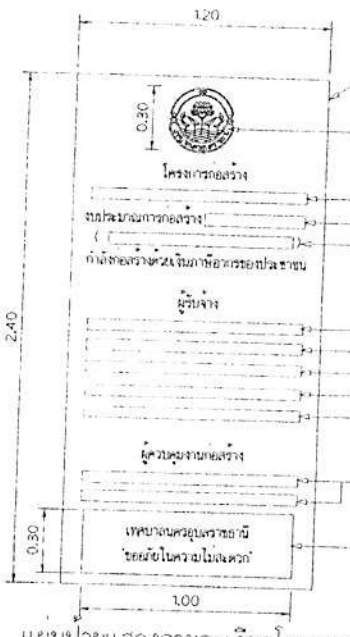 1.20
0.30
โครงการก่อสร้าง
งบประมาณการก่อสร้าง
(                    )
กำลังก่อสร้างด้วยเงินภาษีอากรของประชาชน
ผู้รับจ้าง
2.40
ผู้ควบคุมงานก่อสร้าง
0.30
เทศบาลนครอุบลราชธานี
"ขออภัยในความไม่สะดวก"
1.00